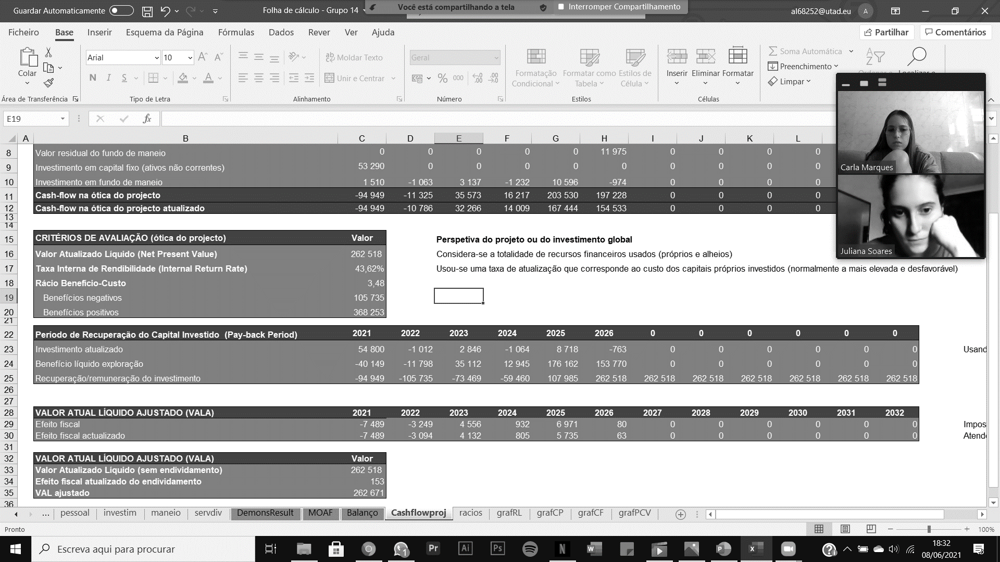 Guardar Automaticamente
Folha de cálculo - Grupo 14
Você está compartilhando a tela
Interromper Compartilhamento
al68252@utad.eu
A
Ficheiro Base Inserir Esquema da Página Fórmulas Dados Rever Ver Ajuda
Partilhar
Comentários
Colar
Arial
10
N I S
Moldar Texto
Unir e Centrar
Geral
% 000
Formatação Condicional
Formatar como Tabela
Estilos de Célula
Inserir Eliminar Formatar
Soma Automática
Preenchimento
Limpar
Área de Transferência
Tipo de Letra
Alinhamento
Número
Estilos
Células
E19
fx
A B C D E F G H I J K L
8 Valor residual do fundo de maneio 0 0 0 0 0 11 975 0 0 0 0
9 Investimento em capital fixo (ativos não correntes) 53 290 0 0 0 0 0 0 0 0 0
10 Investimento em fundo de maneio 1 510 -1 063 3 137 -1 232 10 596 -974 0 0 0 0
11 Cash-flow na ótica do projecto -94 949 -11 325 35 573 16 217 203 530 197 228 0 0 0 0
12 Cash-flow na ótica do projecto atualizado -94 949 -10 786 32 266 14 009 167 444 154 533 0 0 0 0
13
14
15 CRITÉRIOS DE AVALIAÇÃO (ótica do projecto) Valor Perspetiva do projeto ou do investimento global
16 Valor Atualizado Líquido (Net Present Value) 262 518 Considera-se a totalidade de recursos financeiros usados (próprios e alheios)
17 Taxa Interna de Rendibilidade (Internal Return Rate) 43,62% Usou-se uma taxa de atualização que corresponde ao custo dos capitais próprios investidos (normalmente a mais elevada e desfavorável)
18 Rácio Benefício-Custo 3,48
19 Benefícios negativos 105 735
20 Benefícios positivos 368 253
21
22 Período de Recuperação do Capital Investido (Pay-back Period) 2021 2022 2023 2024 2025 2026 0 0 0 0 0 0
23 Investimento atualizado 54 800 -1 012 2 846 -1 064 8 718 -763 0 0 0 0 0 0 Usand
24 Benefício líquido exploração -40 149 -11 798 35 112 12 945 176 162 153 770 0 0 0 0 0 0
25 Recuperação/remuneração do investimento -94 949 -105 735 -73 469 -59 460 107 985 262 518 262 518 262 518 262 518 262 518 262 518 262 518
26
27
28 VALOR ATUAL LÍQUIDO AJUSTADO (VALA) 2021 2022 2023 2024 2025 2026 2027 2028 2029 2030 2031 2032
29 Efeito fiscal -7 489 -3 249 4 556 932 6 971 80 0 0 0 0 0 0 Impos
30 Efeito fiscal actualizado -7 489 -3 094 4 132 805 5 735 63 0 0 0 0 0 0 Atend
31
32 VALOR ATUAL LÍQUIDO AJUSTADO (VALA) Valor
33 Valor Atualizado Líquido (sem endividamento) 262 518
34 Efeito fiscal atualizado do endividamento 153
35 VAL ajustado 262 671
36
Carla Marques
Juliana Soares
... pessoal investim maneio servdiv DemonsResult MOAF Balanço Cashflowproj racios grafRL grafCP grafCF grafPCV
Pronto
100%
Escreva aqui para procurar
1
Pr Ai Ps N W P X
18:32
08/06/2021